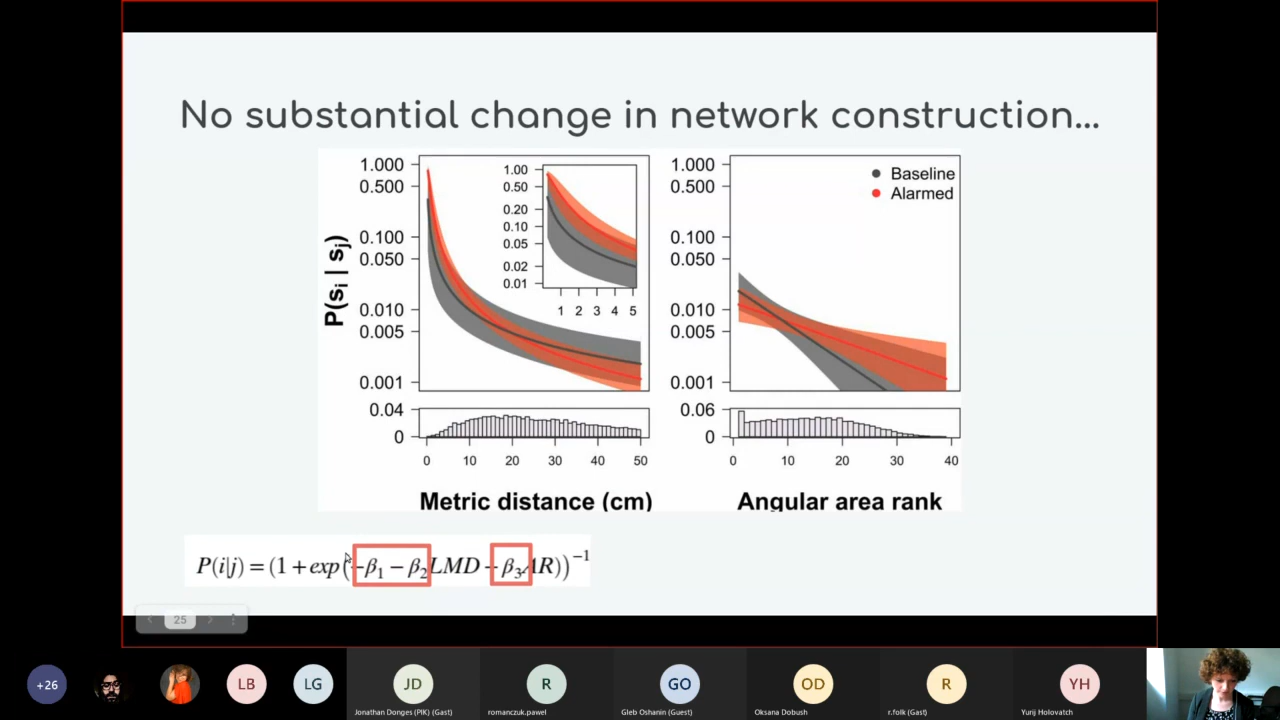 No substantial change in network construction...
P(si | sj)
1.000
0.500
0.100
0.050
0.010
0.005
0.001
1.00
0.50
0.20
0.10
0.05
0.02
0.01
1 2 3 4 5
0.04
0
0 10 20 30 40 50
Metric distance (cm)
1.000
0.500
0.100
0.050
0.010
0.005
0.001
Baseline
Alarmed
0.06
0
0 10 20 30 40
Angular area rank
P(i|j) = (1 + exp(−β1 − β2LMD − β3AR))−1
25
+26
LB
LG
JD
Jonathan Donges (PIK) (Gast)
R
romanczuk.pawel
GO
Gleb Oshanin (Guest)
OD
Oksana Dobush
R
r.folk (Gast)
YH
Yurij Holovatch